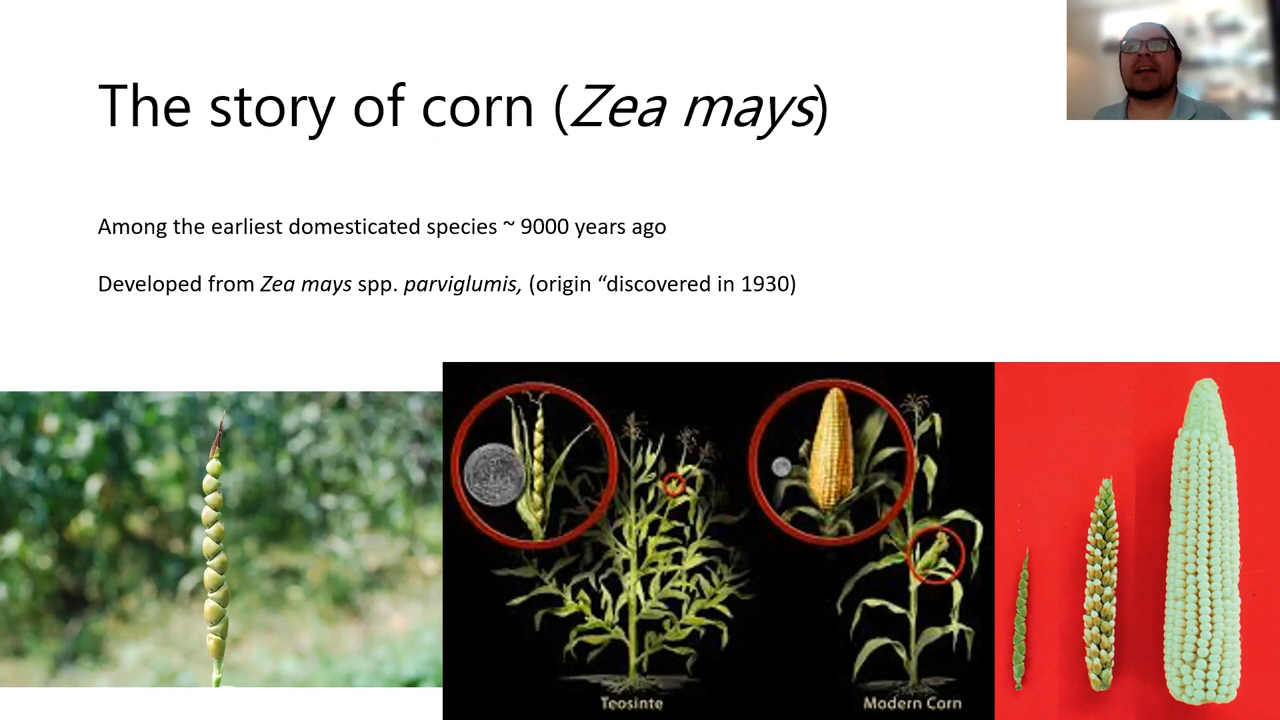 The story of corn (Zea mays)
Among the earliest domesticated species ~ 9000 years ago
Developed from Zea mays spp. parviglumis, (origin “discovered in 1930)
Teosinte
Modern Corn